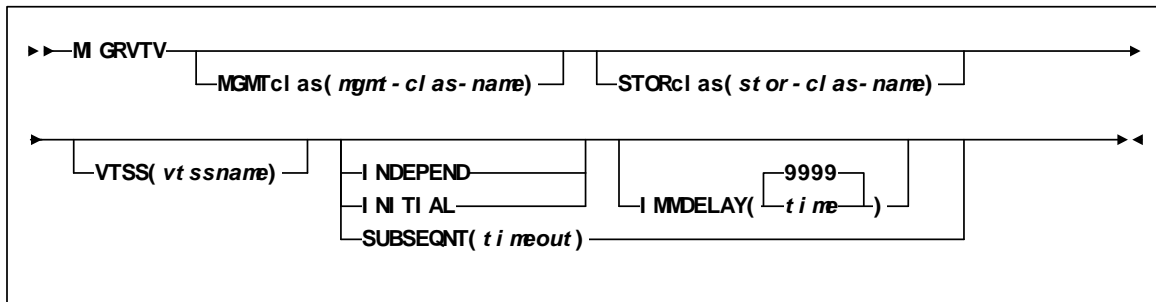 MIGRVTV
MGMTclas(mgmt-clas-name)
STORclas(stor-clas-name)
VTSS(vtssname)
INDEPEND
INITIAL
SUBSEQNT(timeout)
9999
IMMDELAY(time)